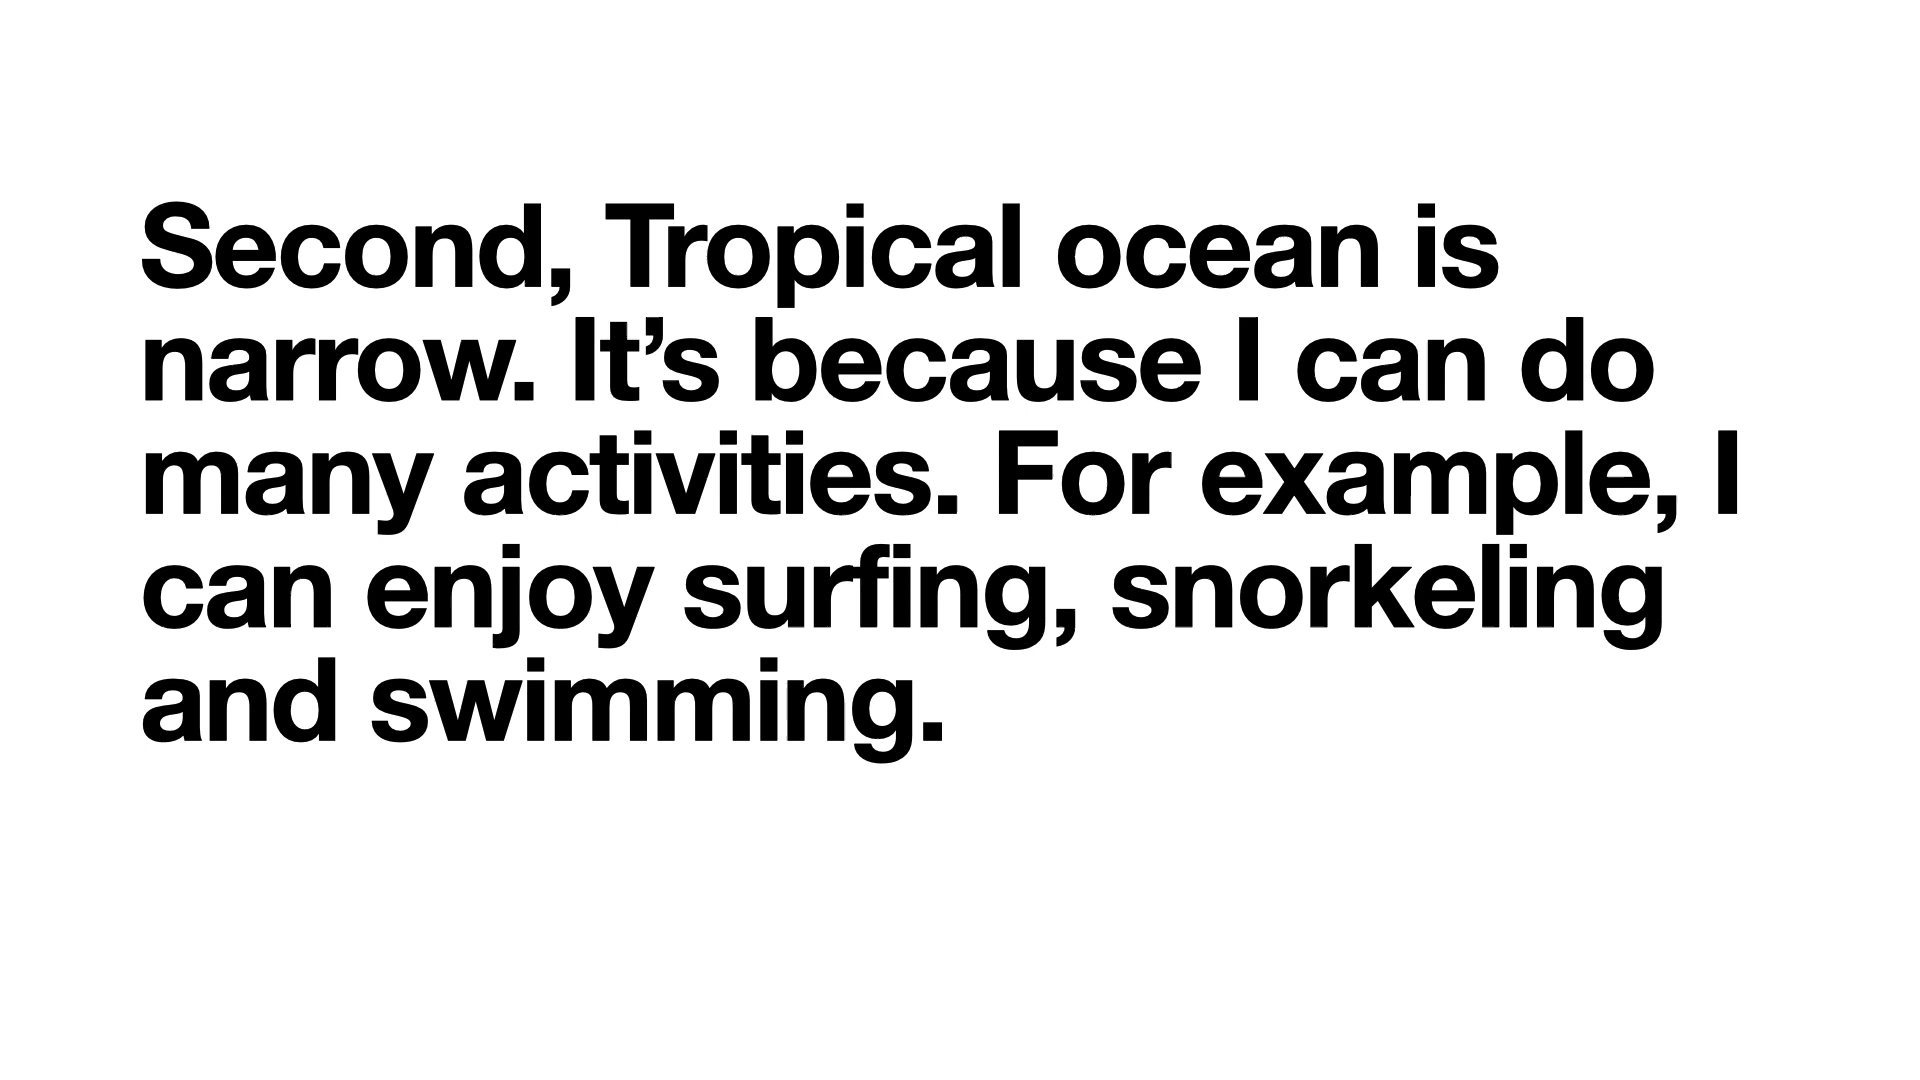 Second, Tropical ocean is
narrow. It’s because I can do
many activities. For example, I
can enjoy surfing, snorkeling
and swimming.